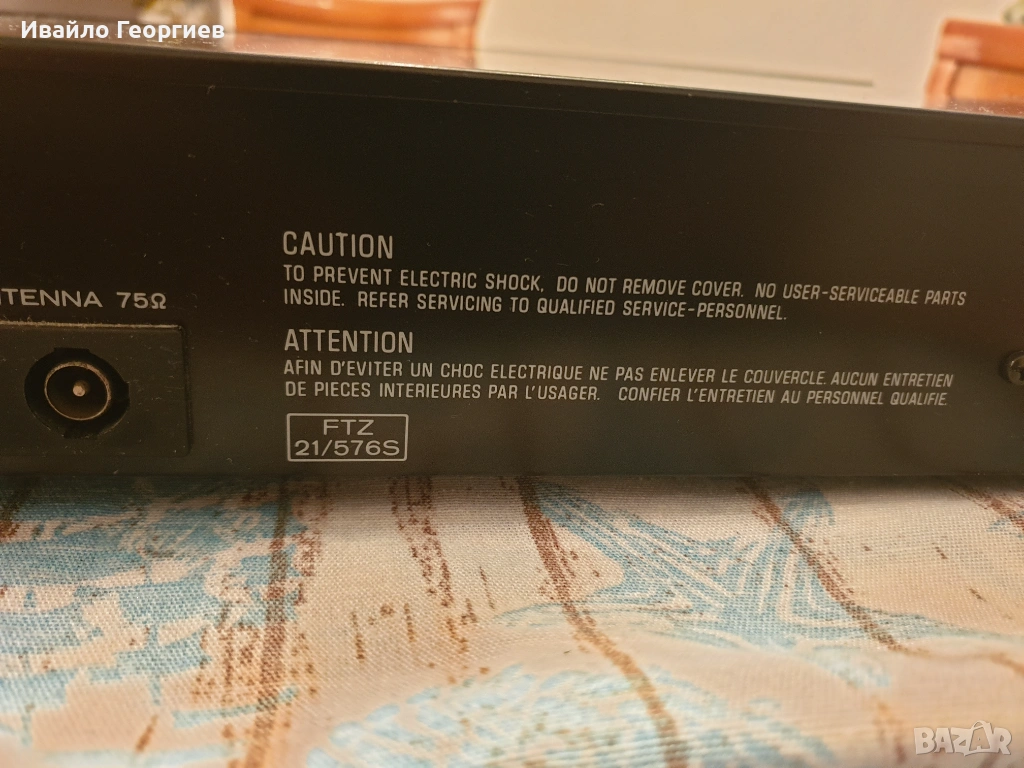 Ивайло Георгиев
CAUTION
TO PREVENT ELECTRIC SHOCK, DO NOT REMOVE COVER. NO USER-SERVICEABLE PARTS
INSIDE. REFER SERVICING TO QUALIFIED SERVICE-PERSONNEL.
TENNA 75Ω
ATTENTION
AFIN D'EVITER UN CHOC ELECTRIQUE NE PAS ENLEVER LE COUVERCLE. AUCUN ENTRETIEN
DE PIECES INTERIEURES PAR L'USAGER. CONFIER L'ENTRETIEN AU PERSONNEL QUALIFIE.
FTZ
21/576S
BAZAR